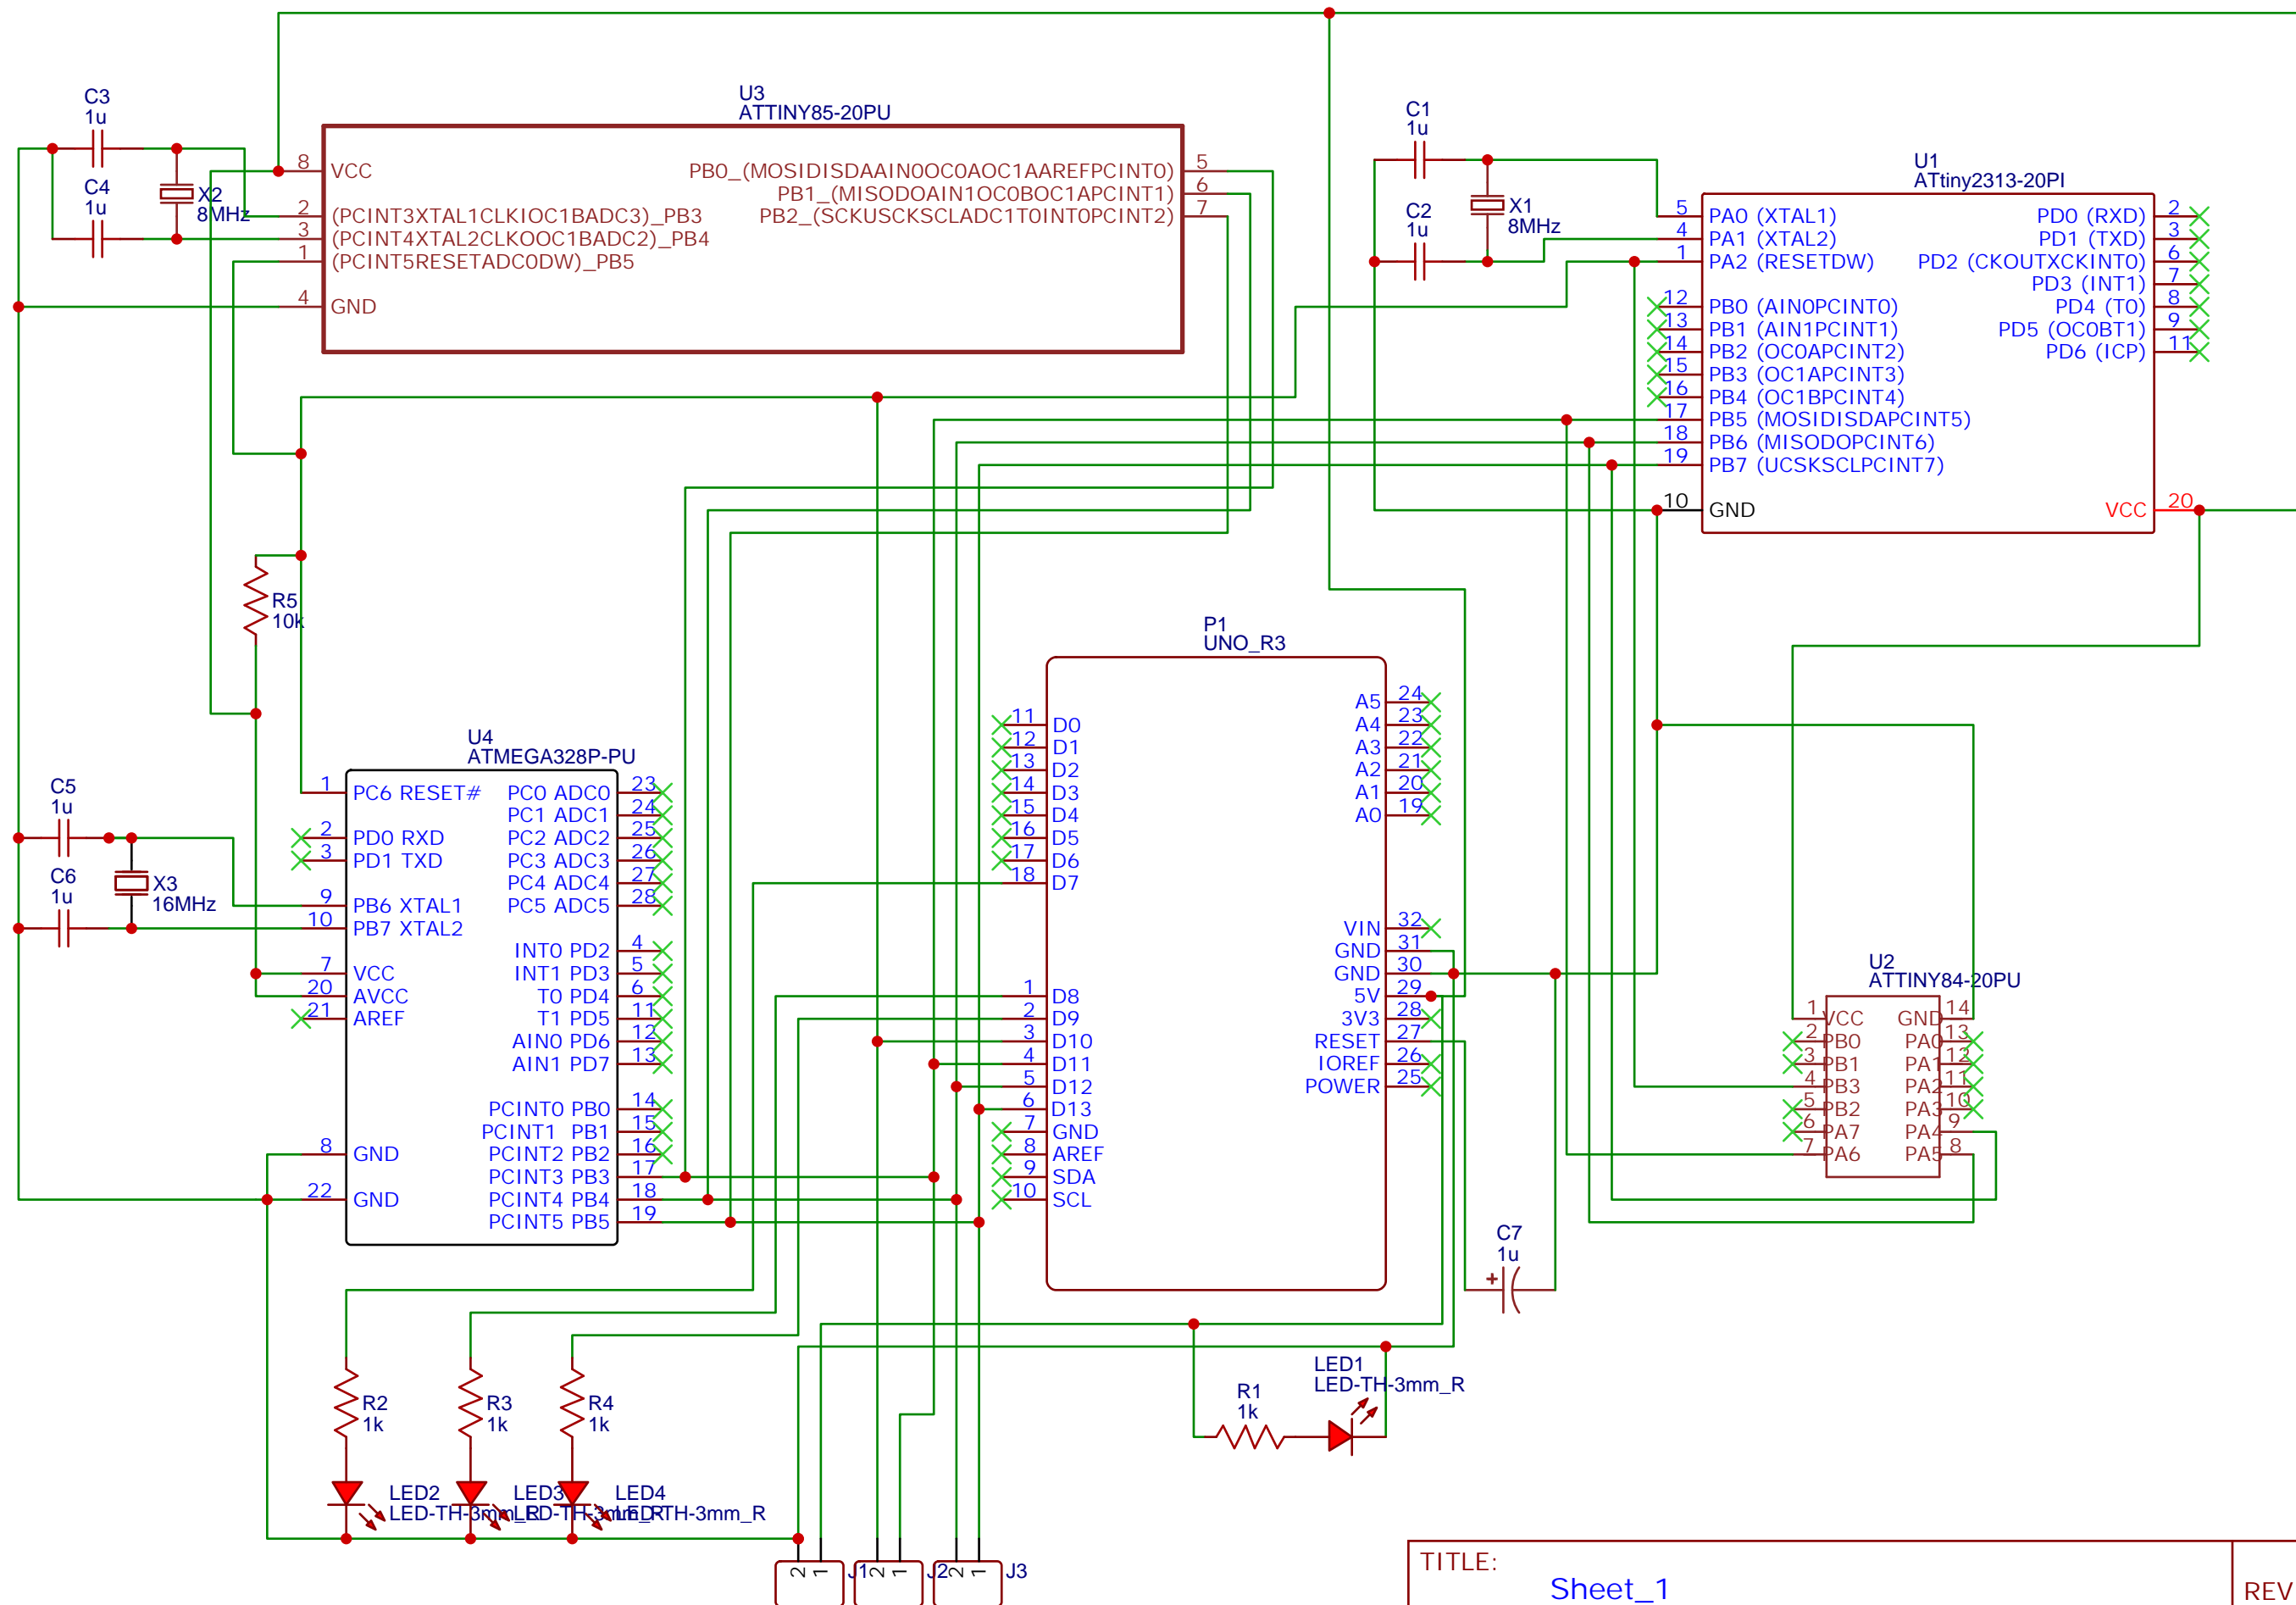 U3
ATTINY85-20PU
C3
1u
C4
1u
X2
8MHz
8 VCC
2 (PCINT3XTAL1CLKIOC1BADC3)_PB3
3 (PCINT4XTAL2CLKOOC1BADC2)_PB4
1 (PCINT5RESETADC0DW)_PB5
4 GND
PB0_(MOSIDISDAAIN0OC0AOC1AAREFPCINT0) 5
PB1_(MISODOAIN1OC0BOC1APCINT1) 6
PB2_(SCKUSCKSCLADC1T0INT0PCINT2) 7
C1
1u
C2
1u
X1
8MHz
U1
ATtiny2313-20PI
5 PA0 (XTAL1)
4 PA1 (XTAL2)
1 PA2 (RESETDW)
12 PB0 (AIN0PCINT0)
13 PB1 (AIN1PCINT1)
14 PB2 (OC0APCINT2)
15 PB3 (OC1APCINT3)
16 PB4 (OC1BPCINT4)
17 PB5 (MOSIDISDAPCINT5)
18 PB6 (MISODOPCINT6)
19 PB7 (UCSKSCLPCINT7)
10 GND
PD0 (RXD) 2
PD1 (TXD) 3
PD2 (CKOUTXCKINT0) 6
PD3 (INT1) 7
PD4 (T0) 8
PD5 (OC0BT1) 9
PD6 (ICP) 11
VCC 20
R5
10k
U4
ATMEGA328P-PU
C5
1u
C6
1u
X3
16MHz
1 PC6 RESET#
2 PD0 RXD
3 PD1 TXD
9 PB6 XTAL1
10 PB7 XTAL2
7 VCC
20 AVCC
21 AREF
8 GND
22 GND
PC0 ADC0 23
PC1 ADC1 24
PC2 ADC2 25
PC3 ADC3 26
PC4 ADC4 27
PC5 ADC5 28
INT0 PD2 4
INT1 PD3 5
T0 PD4 6
T1 PD5 11
AIN0 PD6 12
AIN1 PD7 13
PCINT0 PB0 14
PCINT1 PB1 15
PCINT2 PB2 16
PCINT3 PB3 17
PCINT4 PB4 18
PCINT5 PB5 19
P1
UNO_R3
11 D0
12 D1
13 D2
14 D3
15 D4
16 D5
17 D6
18 D7
1 D8
2 D9
3 D10
4 D11
5 D12
6 D13
7 GND
8 AREF
9 SDA
10 SCL
A5 24
A4 23
A3 22
A2 21
A1 20
A0 19
VIN 32
GND 31
GND 30
5V 29
3V3 28
RESET 27
IOREF 26
POWER 25
U2
ATTINY84-20PU
1 VCC
2 PB0
3 PB1
4 PB3
5 PB2
6 PA7
7 PA6
GND 14
PA0 13
PA1 12
PA2 11
PA3 10
PA4 9
PA5 8
C7
1u
+
R2
1k
R3
1k
R4
1k
R1
1k
LED1
LED-TH-3mm_R
LED2
LED-TH-3mm_R
LED3
LED-TH-3mm_R
LED4
LED-TH-3mm_R
2 1 J1
2 1 J2
2 1 J3
TITLE:
Sheet_1
REV